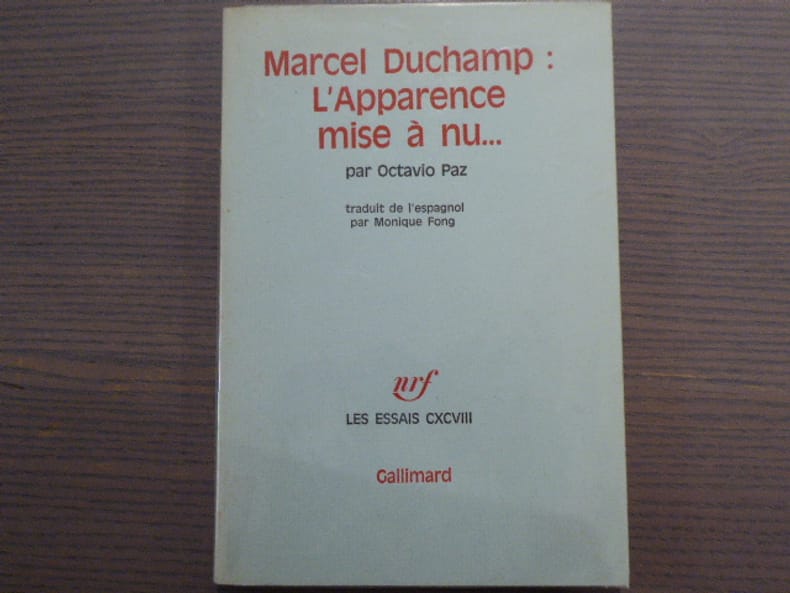 Marcel Duchamp :
L'Apparence
mise à nu...
par Octavio Paz
traduit de l'espagnol
par Monique Fong
nrf
LES ESSAIS CXCVIII
Gallimard